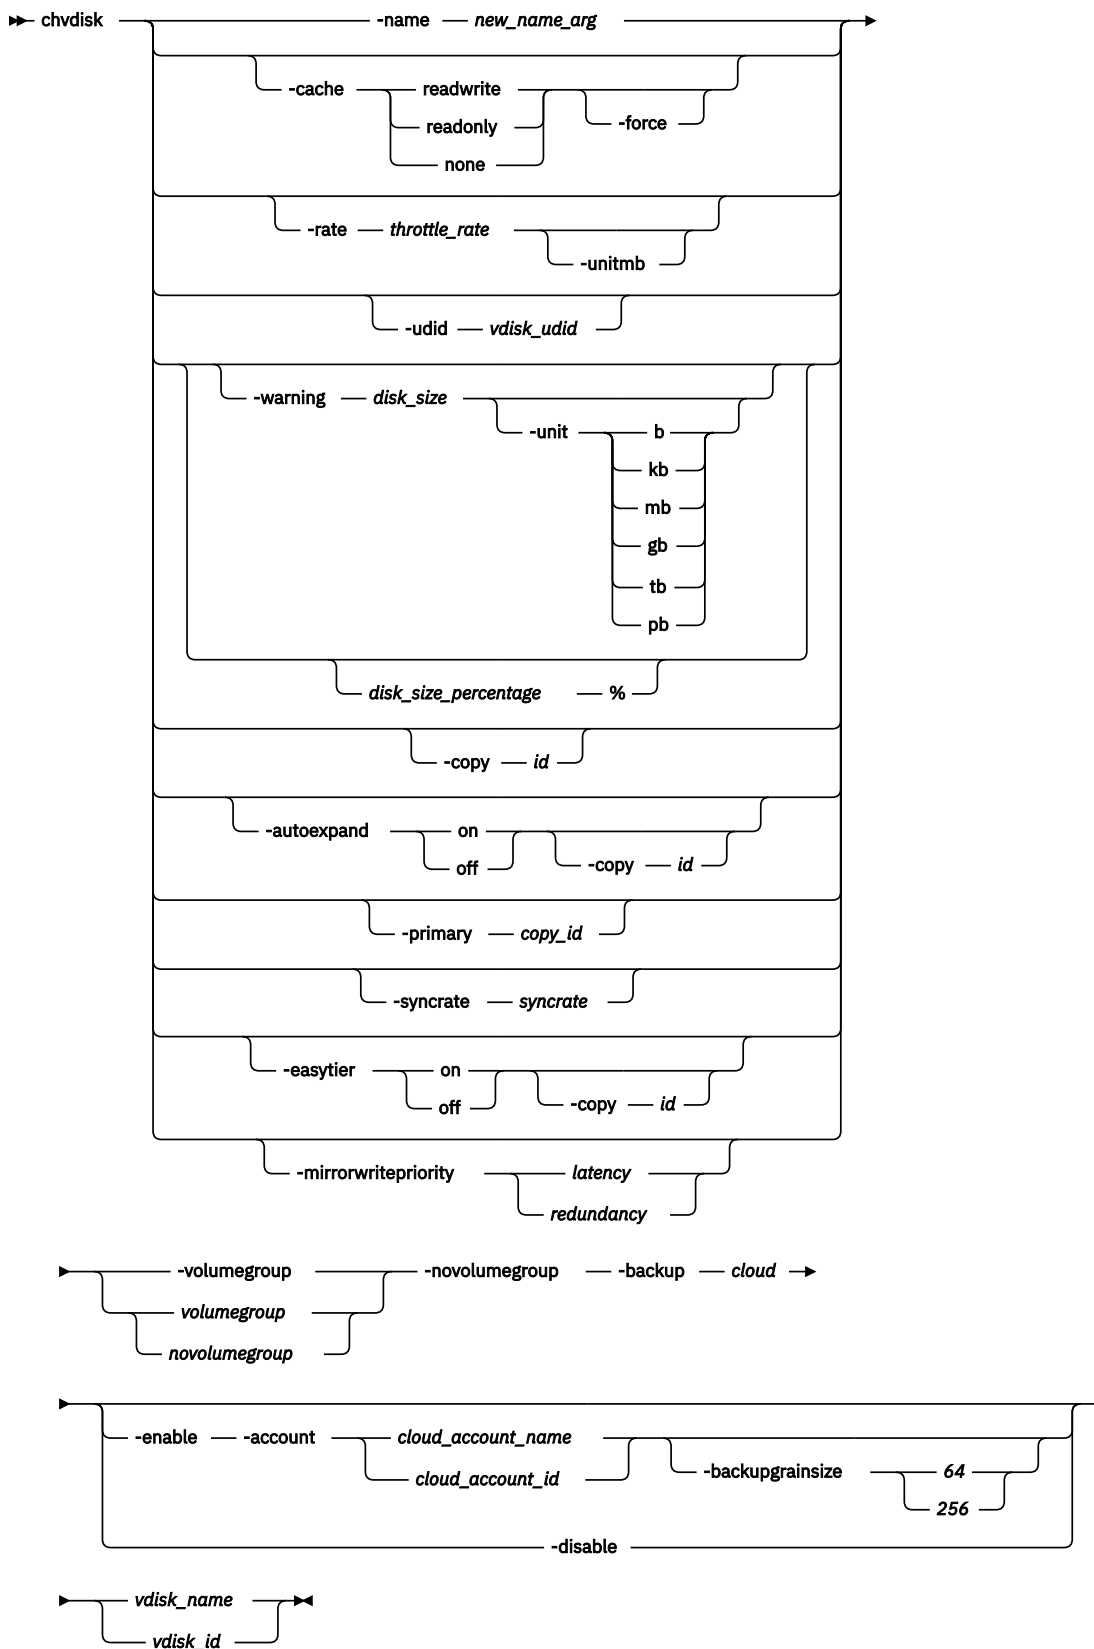 chvdisk -name new_name_arg
-cache readwrite
readonly -force
none
-rate throttle_rate
-unitmb
-udid vdisk_udid
-warning disk_size
-unit b
kb
mb
gb
tb
pb
disk_size_percentage %
-copy id
-autoexpand on
off -copy id
-primary copy_id
-syncrate syncrate
-easytier on
off -copy id
-mirrorwritepriority latency
redundancy
-volumegroup -novolumegroup -backup cloud
volumegroup
novolumegroup
-enable -account cloud_account_name
cloud_account_id -backupgrainsize 64
256
-disable
vdisk_name
vdisk_id